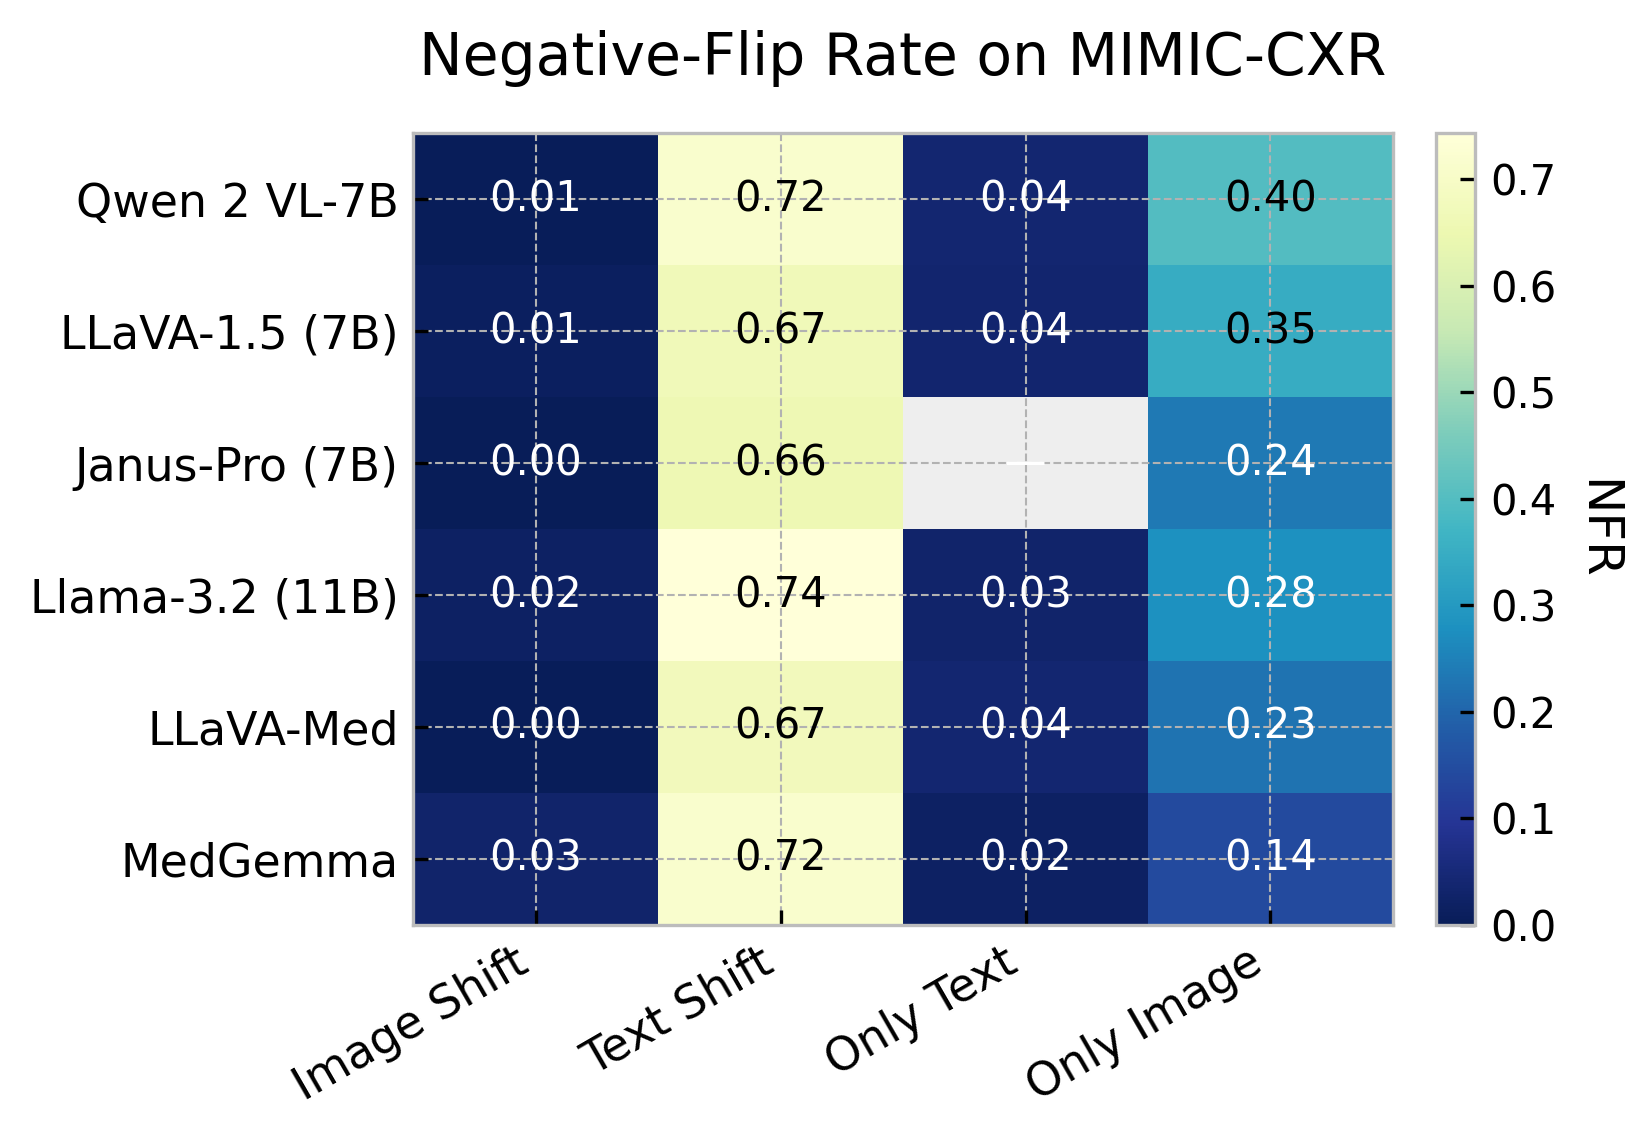 Negative-Flip Rate on MIMIC-CXR
Qwen 2 VL-7B 0.01 0.72 0.04 0.40
LLaVA-1.5 (7B) 0.01 0.67 0.04 0.35
Janus-Pro (7B) 0.00 0.66 — 0.24
Llama-3.2 (11B) 0.02 0.74 0.03 0.28
LLaVA-Med 0.00 0.67 0.04 0.23
MedGemma 0.03 0.72 0.02 0.14
Image Shift
Text Shift
Only Text
Only Image
0.7
0.6
0.5
0.4
0.3
0.2
0.1
0.0
NFR